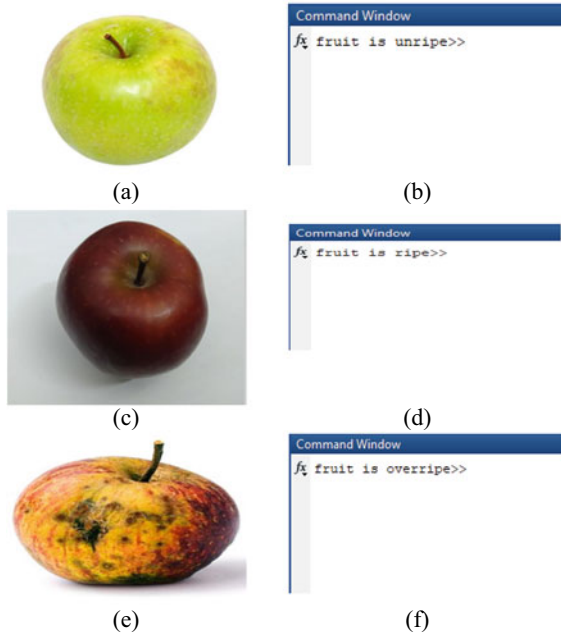 Command Window
fx fruit is unripe>>
(a) (b)
Command Window
fx fruit is ripe>>
(c) (d)
Command Window
fx fruit is overripe>>
(e) (f)